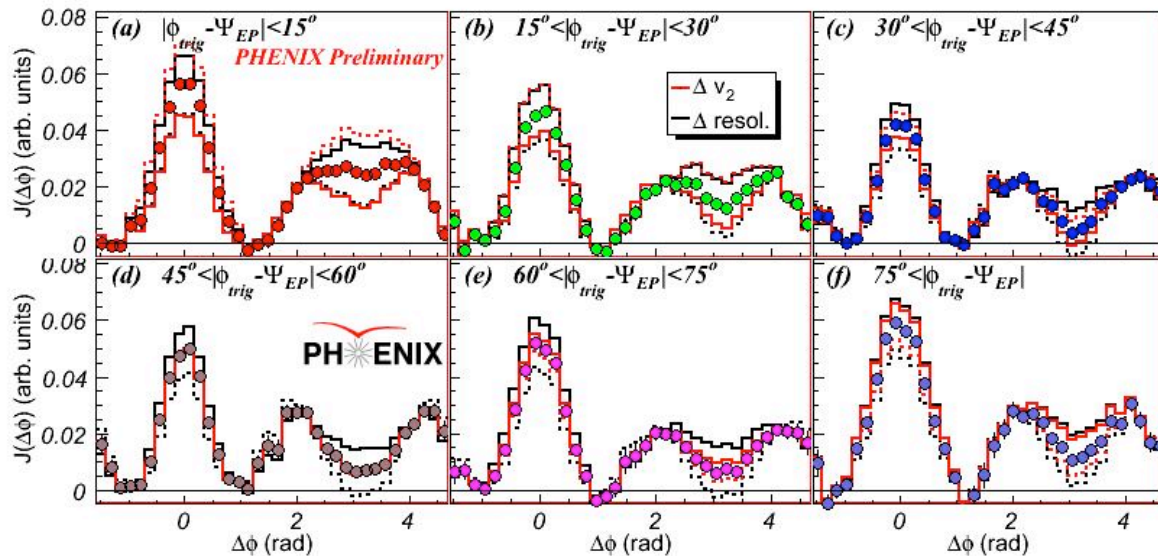 (a) |ϕtrig-ΨEP|<15°
PHENIX Preliminary
(b) 15°<|ϕtrig-ΨEP|<30°
Δ v2
Δ resol.
(c) 30°<|ϕtrig-ΨEP|<45°
J(Δϕ) (arb. units)
0.08
0.06
0.04
0.02
0
(d) 45°<|ϕtrig-ΨEP|<60°
PHENIX
(e) 60°<|ϕtrig-ΨEP|<75°
(f) 75°<|ϕtrig-ΨEP|
J(Δϕ) (arb. units)
0.08
0.06
0.04
0.02
0
0 2 4
0 2 4
0 2 4
Δϕ (rad)
Δϕ (rad)
Δϕ (rad)